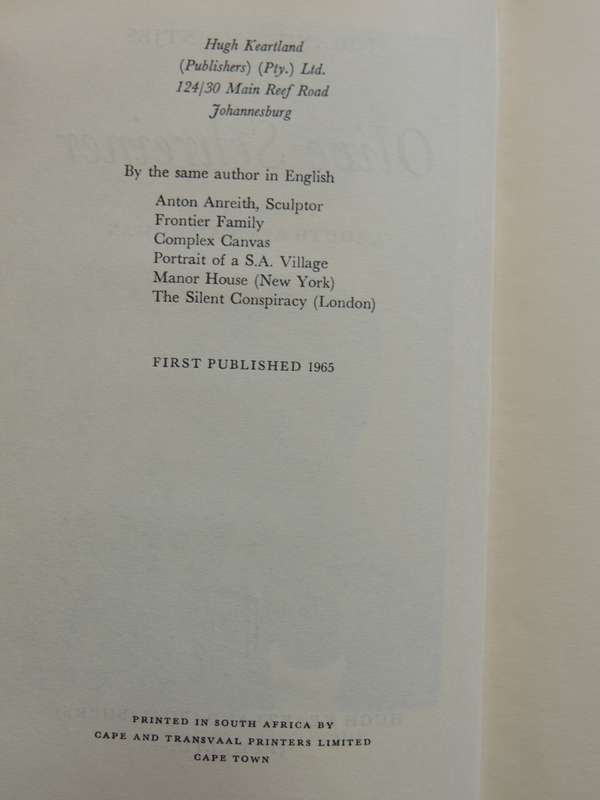 Hugh Keartland
(Publishers) (Pty.) Ltd.
124/30 Main Reef Road
Johannesburg
By the same author in English
Anton Anreith, Sculptor
Frontier Family
Complex Canvas
Portrait of a S.A. Village
Manor House (New York)
The Silent Conspiracy (London)
FIRST PUBLISHED 1965
PRINTED IN SOUTH AFRICA BY
CAPE AND TRANSVAAL PRINTERS LIMITED
CAPE TOWN